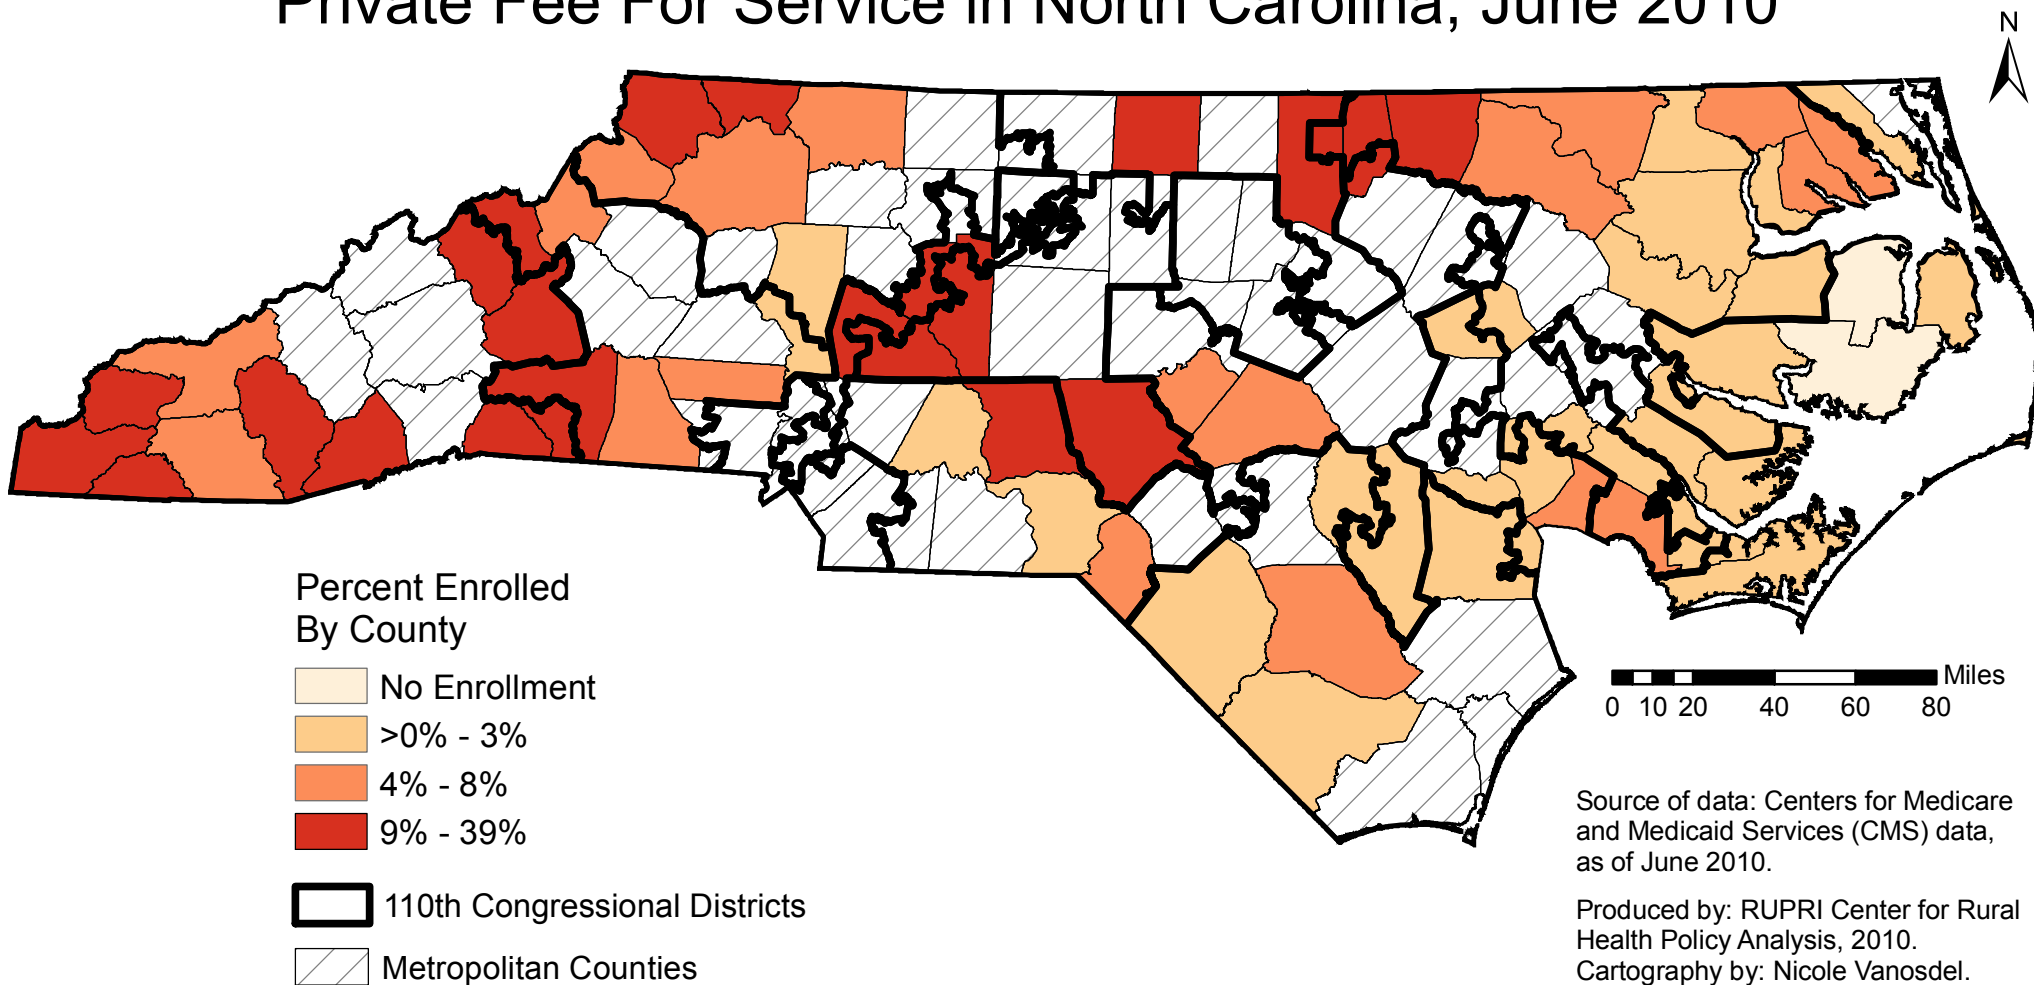 Private Fee For Service in North Carolina, June 2010
N
Percent Enrolled
By County
No Enrollment
>0% - 3%
4% - 8%
9% - 39%
110th Congressional Districts
Metropolitan Counties
Miles
0 10 20 40 60 80
Source of data: Centers for Medicare
and Medicaid Services (CMS) data,
as of June 2010.
Produced by: RUPRI Center for Rural
Health Policy Analysis, 2010.
Cartography by: Nicole Vanosdel.